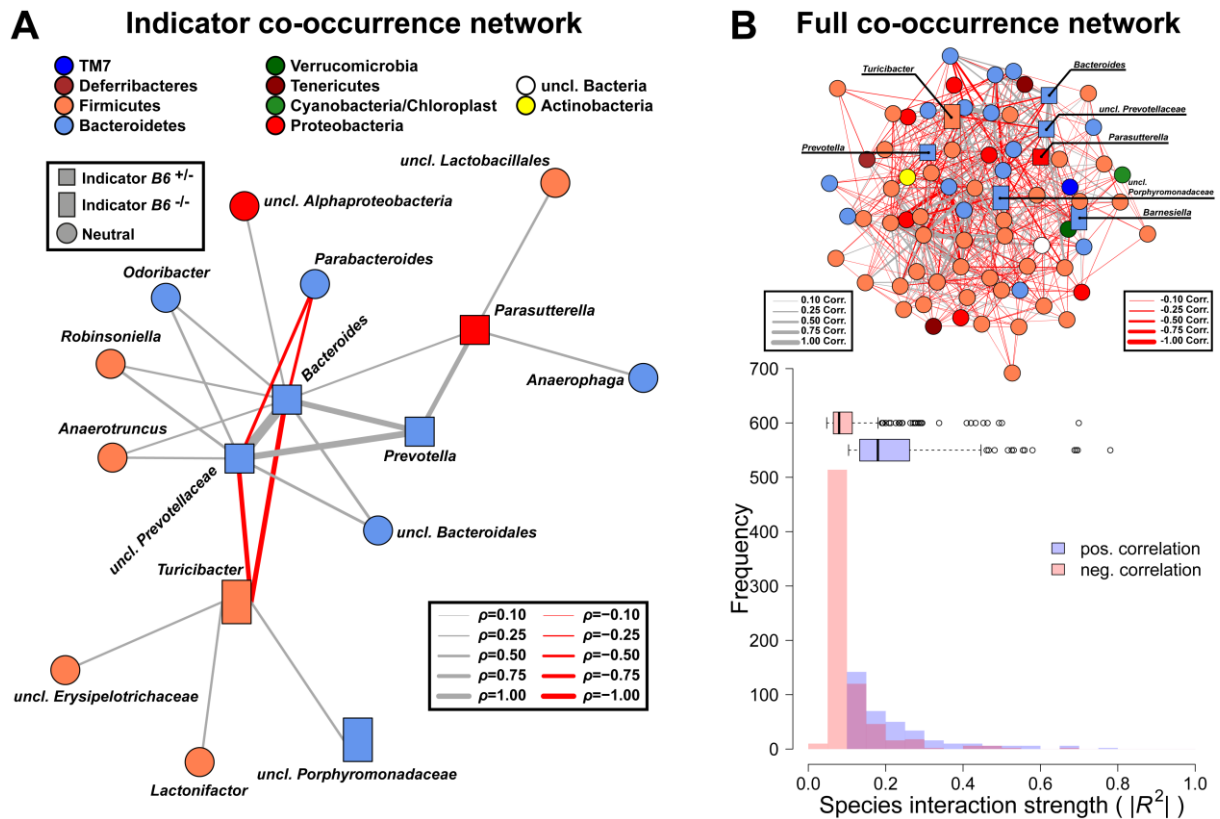 A Indicator co-occurrence network
TM7
Deferribacteres
Firmicutes
Bacteroidetes
Verrucomicrobia
Tenericutes
Cyanobacteria/Chloroplast
Proteobacteria
uncl. Bacteria
Actinobacteria
Indicator B6 +/-
Indicator B6 -/-
Neutral
uncl. Lactobacillales
uncl. Alphaproteobacteria
Odoribacter
Parabacteroides
Robinsoniella
Bacteroides
Parasutterella
Anaerophaga
Anaerotruncus
Prevotella
uncl. Prevotellaceae
uncl. Bacteroidales
Turicibacter
uncl. Erysipelotrichaceae
Lactonifactor
uncl. Porphyromonadaceae
ρ=0.10 ρ=−0.10
ρ=0.25 ρ=−0.25
ρ=0.50 ρ=−0.50
ρ=0.75 ρ=−0.75
ρ=1.00 ρ=−1.00
B Full co-occurrence network
Turicibacter
Bacteroides
uncl. Prevotellaceae
Parasutterella
Prevotella
uncl.
Porphyromonadaceae
Barnesiella
0.10 Corr.
0.25 Corr.
0.50 Corr.
0.75 Corr.
1.00 Corr.
-0.10 Corr.
-0.25 Corr.
-0.50 Corr.
-0.75 Corr.
-1.00 Corr.
700
600
500
400
300
200
100
0
Frequency
pos. correlation
neg. correlation
0.0 0.2 0.4 0.6 0.8 1.0
Species interaction strength ( |R²| )